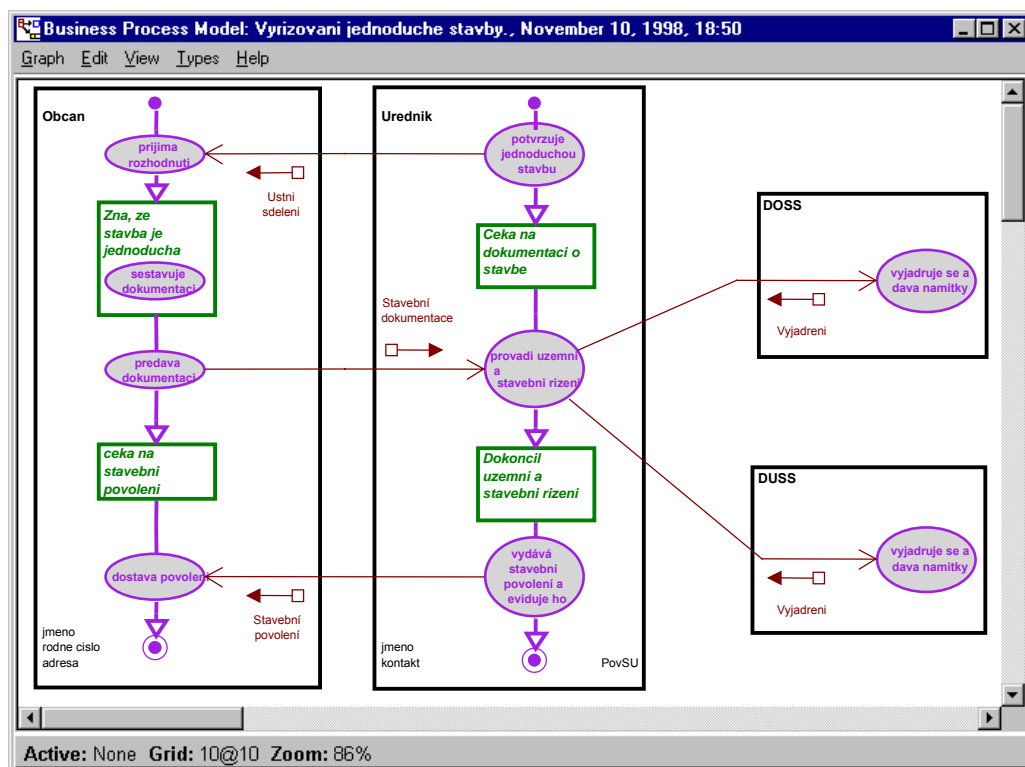 Business Process Model: Vyrizovani jednoduche stavby., November 10, 1998, 18:50
Graph Edit View Types Help
Obcan
prijima
rozhodnuti
Zna, ze
stavba je
jednoducha
sestavuje
dokumentaci
predava
dokumentaci
ceka na
stavebni
povoleni
dostava povoleni
jmeno
rodne cislo
adresa
Ustni
sdeleni
Stavební
dokumentace
Stavební
povolení
Urednik
potvrzuje
jednoduchou
stavbu
Ceka na
dokumentaci o
stavbe
provadi uzemni
a
stavebni rizeni
Dokoncil
uzemni a
stavebni rizeni
vydává
stavební
povolení a
eviduje ho
jmeno
kontakt
PovSU
DOSS
vyjadruje se a
dava namitky
Vyjadreni
DUSS
vyjadruje se a
dava namitky
Vyjadreni
Active: None Grid: 10@10 Zoom: 86%